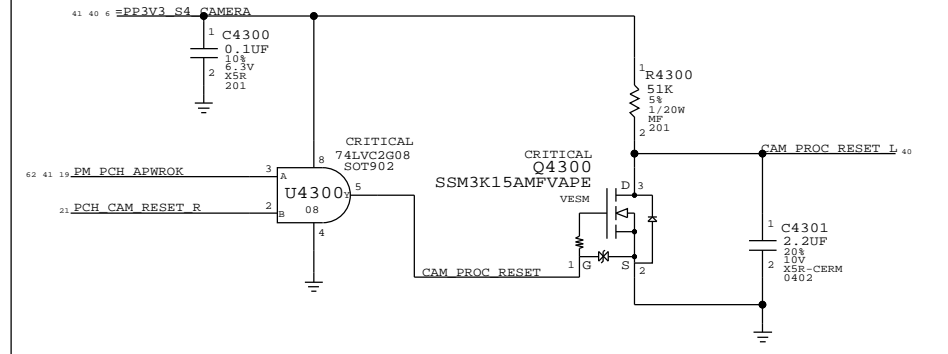 41 40 6 =PP3V3_S4_CAMERA
1 C4300
0.1UF
10%
6.3V
2 X5R
201
1
R4300
51K
5%
1/20W
MF
2 201
CRITICAL
74LVC2G08
SOT902
8
62 41 19 PM_PCH_APWROK 3 A
U4300 Y 5
21 PCH_CAM_RESET_R 2 B
08
4
CAM_PROC_RESET
CRITICAL
Q4300
SSM3K15AMFVAPE
VESM
D 3
1 G S 2
CAM_PROC_RESET_L 40
1 C4301
2.2UF
20%
10V
2 X5R-CERM
0402